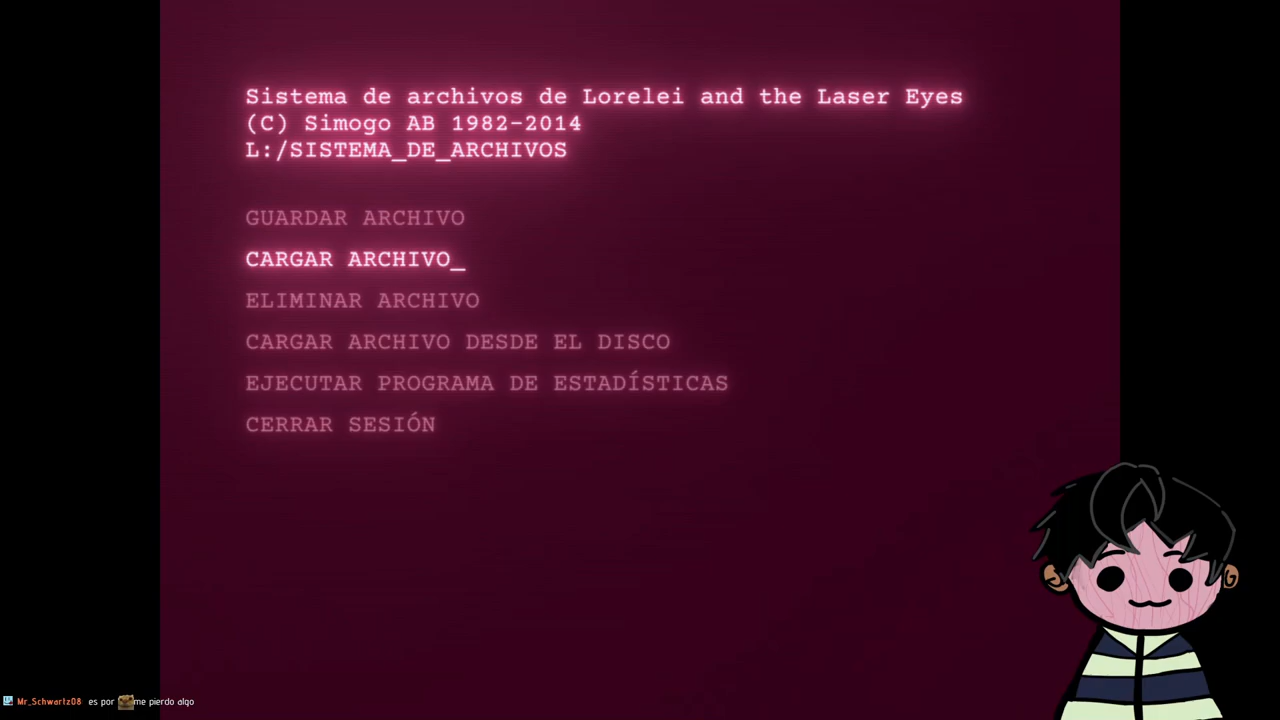 Sistema de archivos de Lorelei and the Laser Eyes
(C) Simogo AB 1982-2014
L:/SISTEMA_DE_ARCHIVOS
GUARDAR ARCHIVO
CARGAR ARCHIVO_
ELIMINAR ARCHIVO
CARGAR ARCHIVO DESDE EL DISCO
EJECUTAR PROGRAMA DE ESTADÍSTICAS
CERRAR SESIÓN
Mr_Schwartz08 es por me pierdo algo